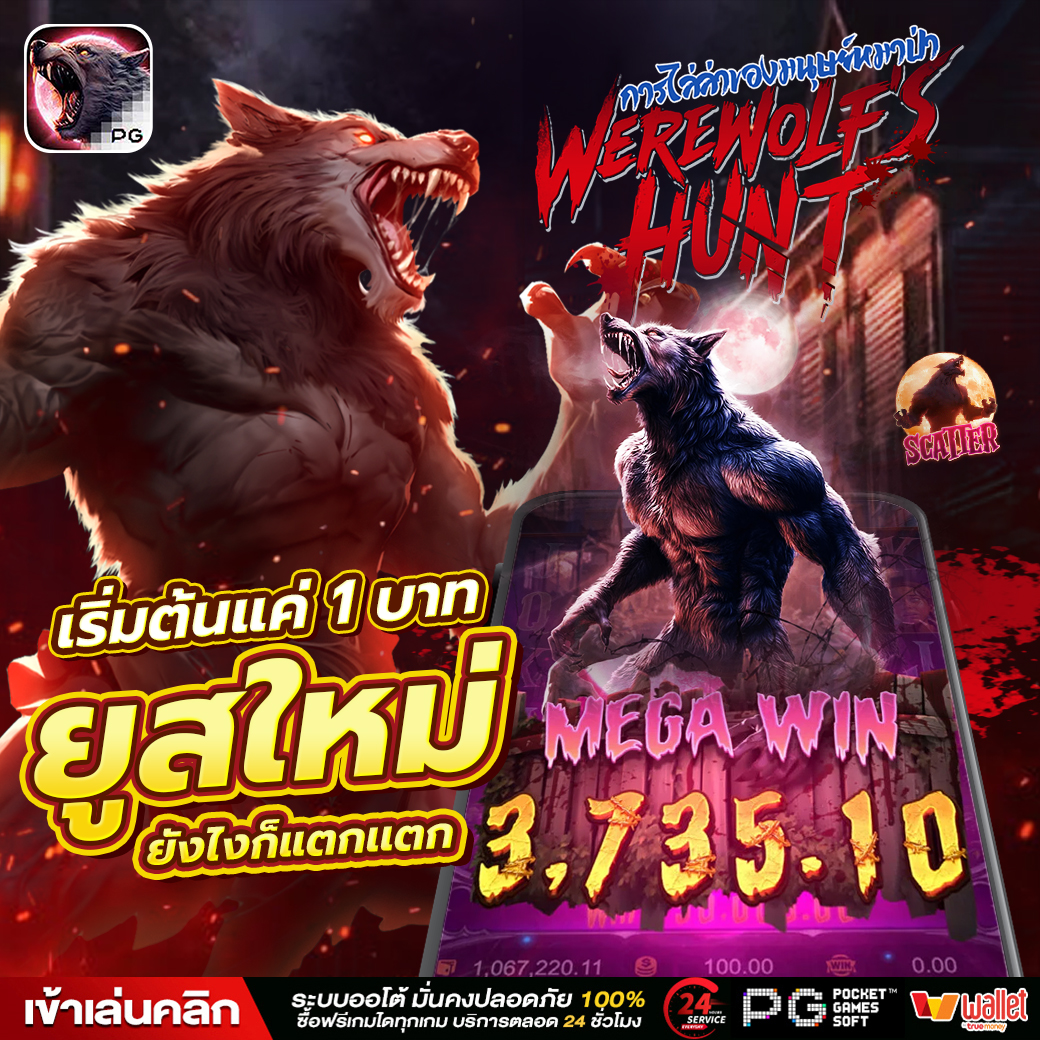 PG
การไล่ล่าของมนุษย์หมาป่า
WEREWOLF'S
HUNT
SCATTER
เริ่มต้นแค่ 1 บาท
ยูสใหม่
ยังไงก็แตกแตก
MEGA WIN
3,735.10
1,067,220.11
100.00
WIN
0.00
เข้าเล่นคลิก
ระบบออโต้ มั่นคงปลอดภัย 100%
ซื้อฟรีเกมได้ทุกเกม บริการตลอด 24 ชั่วโมง
24 HOURS
SERVICE
EVERYDAY
PG
POCKET™
GAMES
SOFT
wallet
by truemoney